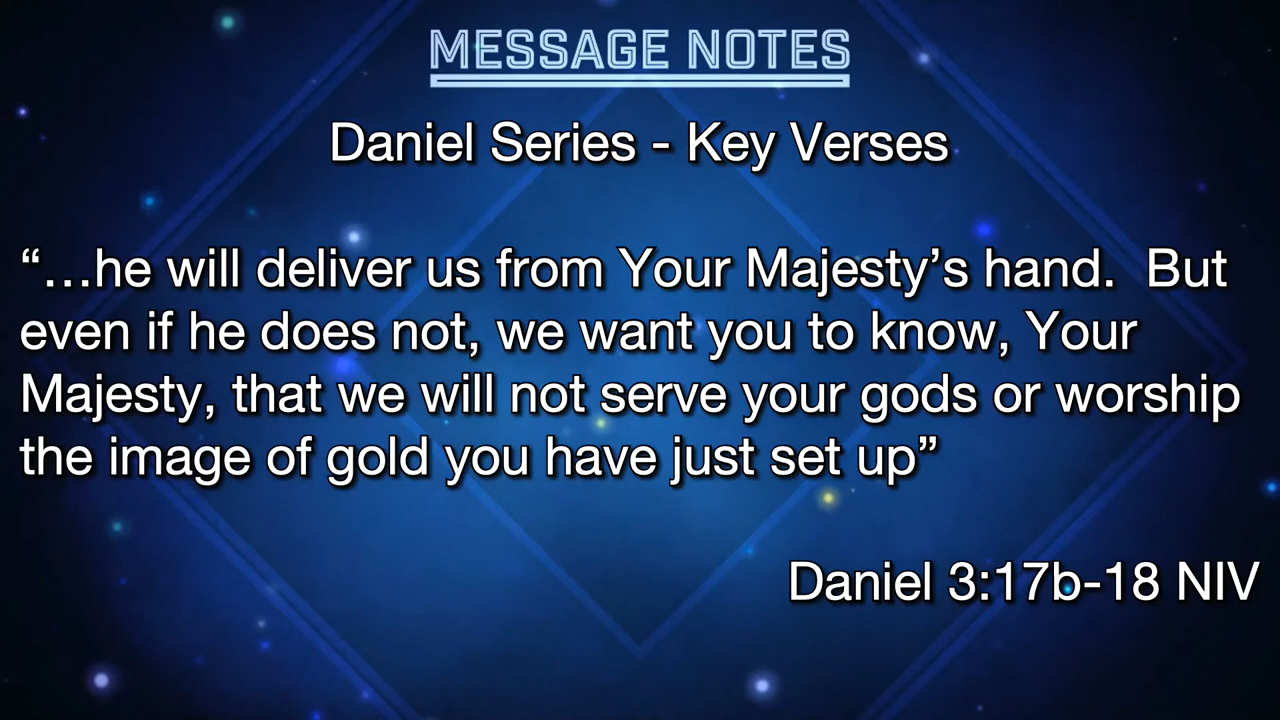 MESSAGE NOTES
Daniel Series - Key Verses
“…he will deliver us from Your Majesty’s hand.  But
even if he does not, we want you to know, Your
Majesty, that we will not serve your gods or worship
the image of gold you have just set up”
Daniel 3:17b-18 NIV